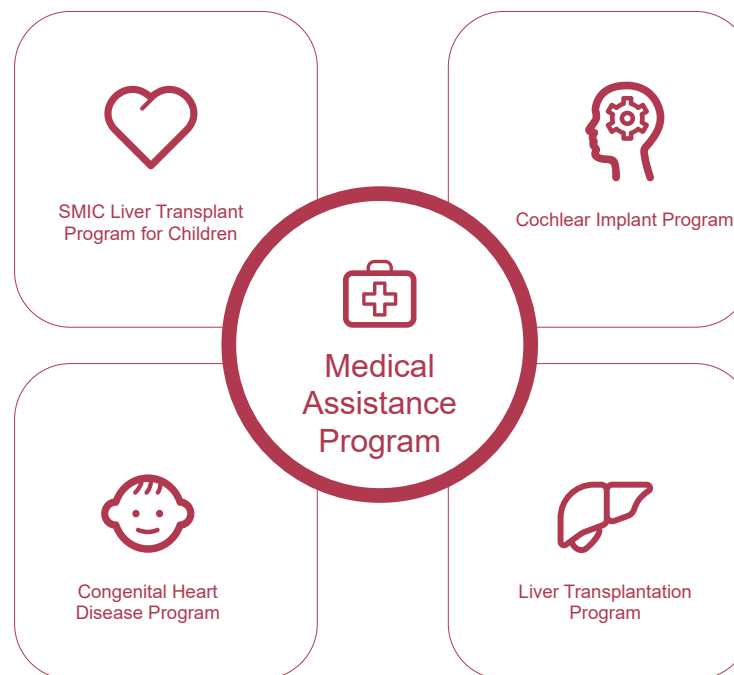 SMIC Liver Transplant
Program for Children
Cochlear Implant Program
Medical
Assistance
Program
Congenital Heart
Disease Program
Liver Transplantation
Program